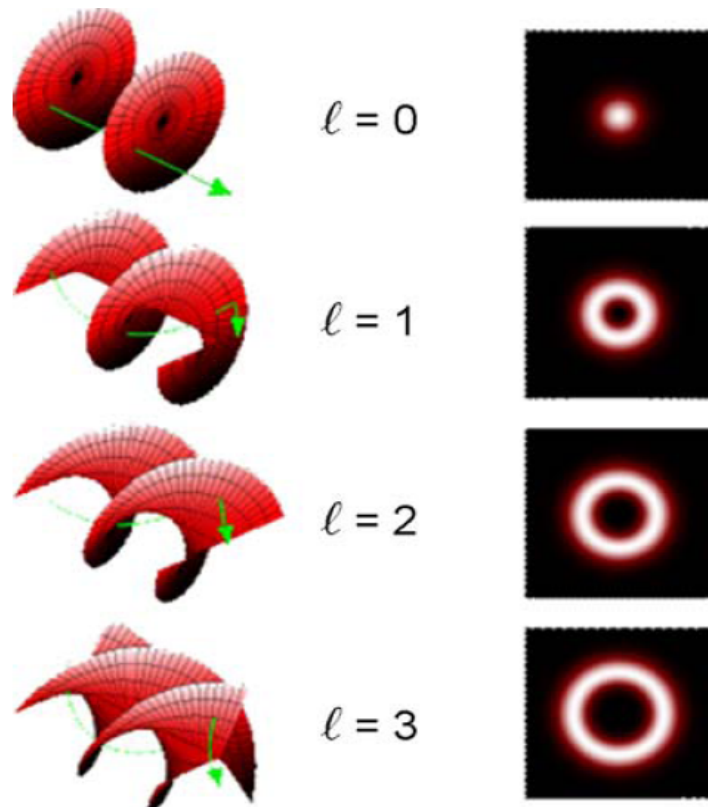 ℓ = 0
ℓ = 1
ℓ = 2
ℓ = 3